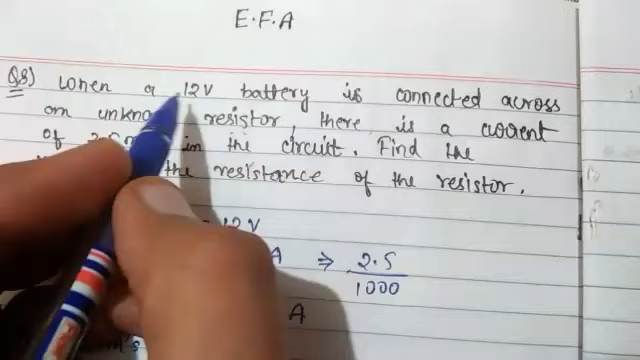 E.F.A
Q8) When a 12V battery is connected across
an unkno resistor, there is a current
of in the circuit. Find the
the resistance of the resistor.
12V
A ⇒ 2.5
1000
A